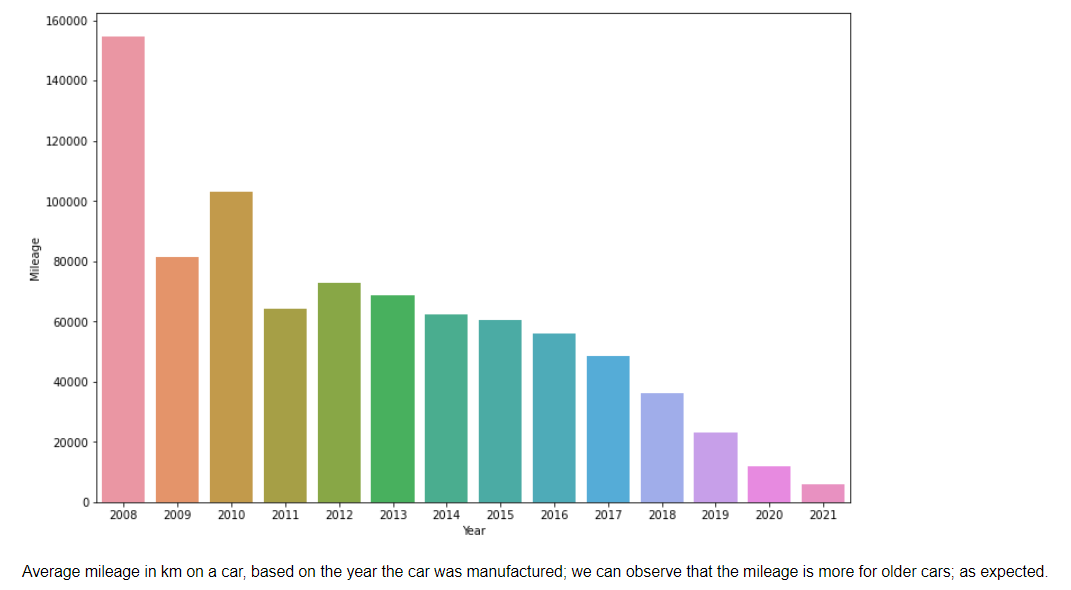 160000
140000
120000
100000
80000
60000
40000
20000
0
Mileage
2008 2009 2010 2011 2012 2013 2014 2015 2016 2017 2018 2019 2020 2021
Year
Average mileage in km on a car, based on the year the car was manufactured; we can observe that the mileage is more for older cars; as expected.